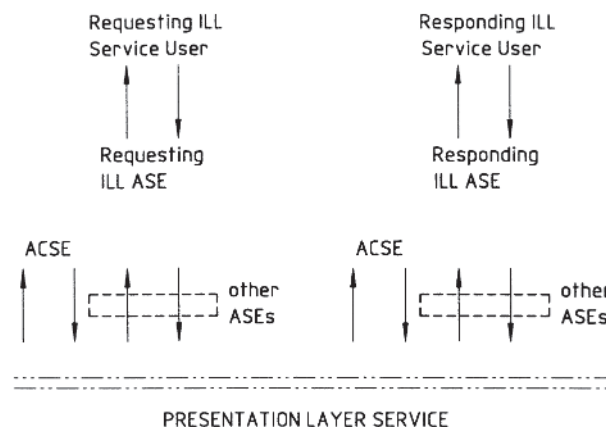 Requesting ILL
Service User
Responding ILL
Service User
Requesting
ILL ASE
Responding
ILL ASE
ACSE
other
ASEs
ACSE
other
ASEs
PRESENTATION LAYER SERVICE